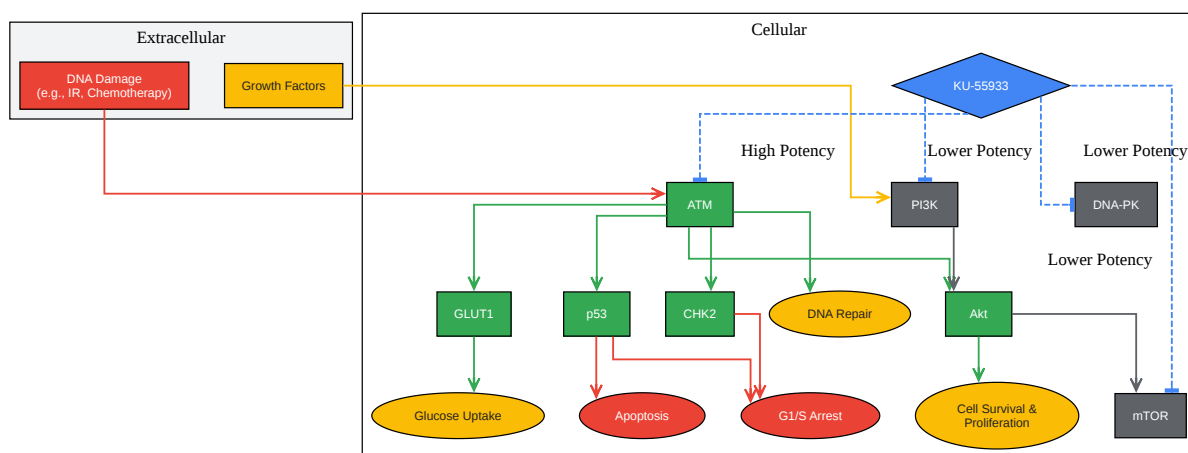 Extracellular
Cellular
DNA Damage
(e.g., IR, Chemotherapy)
Growth Factors
KU-55933
High Potency
Lower Potency
Lower Potency
ATM
PI3K
DNA-PK
Lower Potency
GLUT1
p53
CHK2
DNA Repair
Akt
Glucose Uptake
Apoptosis
G1/S Arrest
Cell Survival &
Proliferation
mTOR